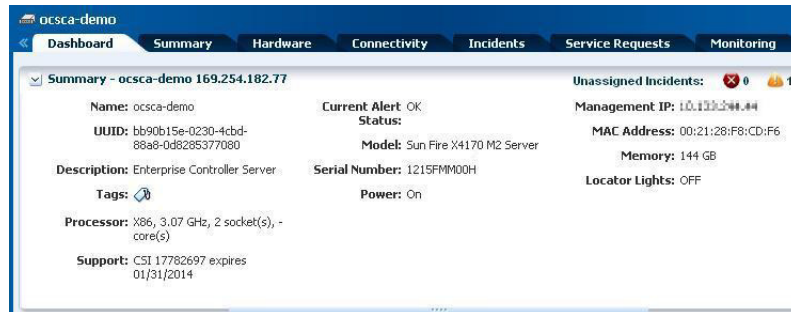 ocsca-demo
Dashboard Summary Hardware Connectivity Incidents Service Requests Monitoring
Summary - ocsca-demo 169.254.182.77
Unassigned Incidents: 0 1
Name: ocsca-demo
UUID: bb90b15e-0230-4cbd-
88a8-0d8285377080
Description: Enterprise Controller Server
Tags:
Processor: X86, 3.07 GHz, 2 socket(s), -
core(s)
Support: CSI 17782697 expires
01/31/2014
Current Alert OK
Status:
Model: Sun Fire X4170 M2 Server
Serial Number: 1215FMM00H
Power: On
Management IP:
MAC Address: 00:21:28:F8:CD:F6
Memory: 144 GB
Locator Lights: OFF